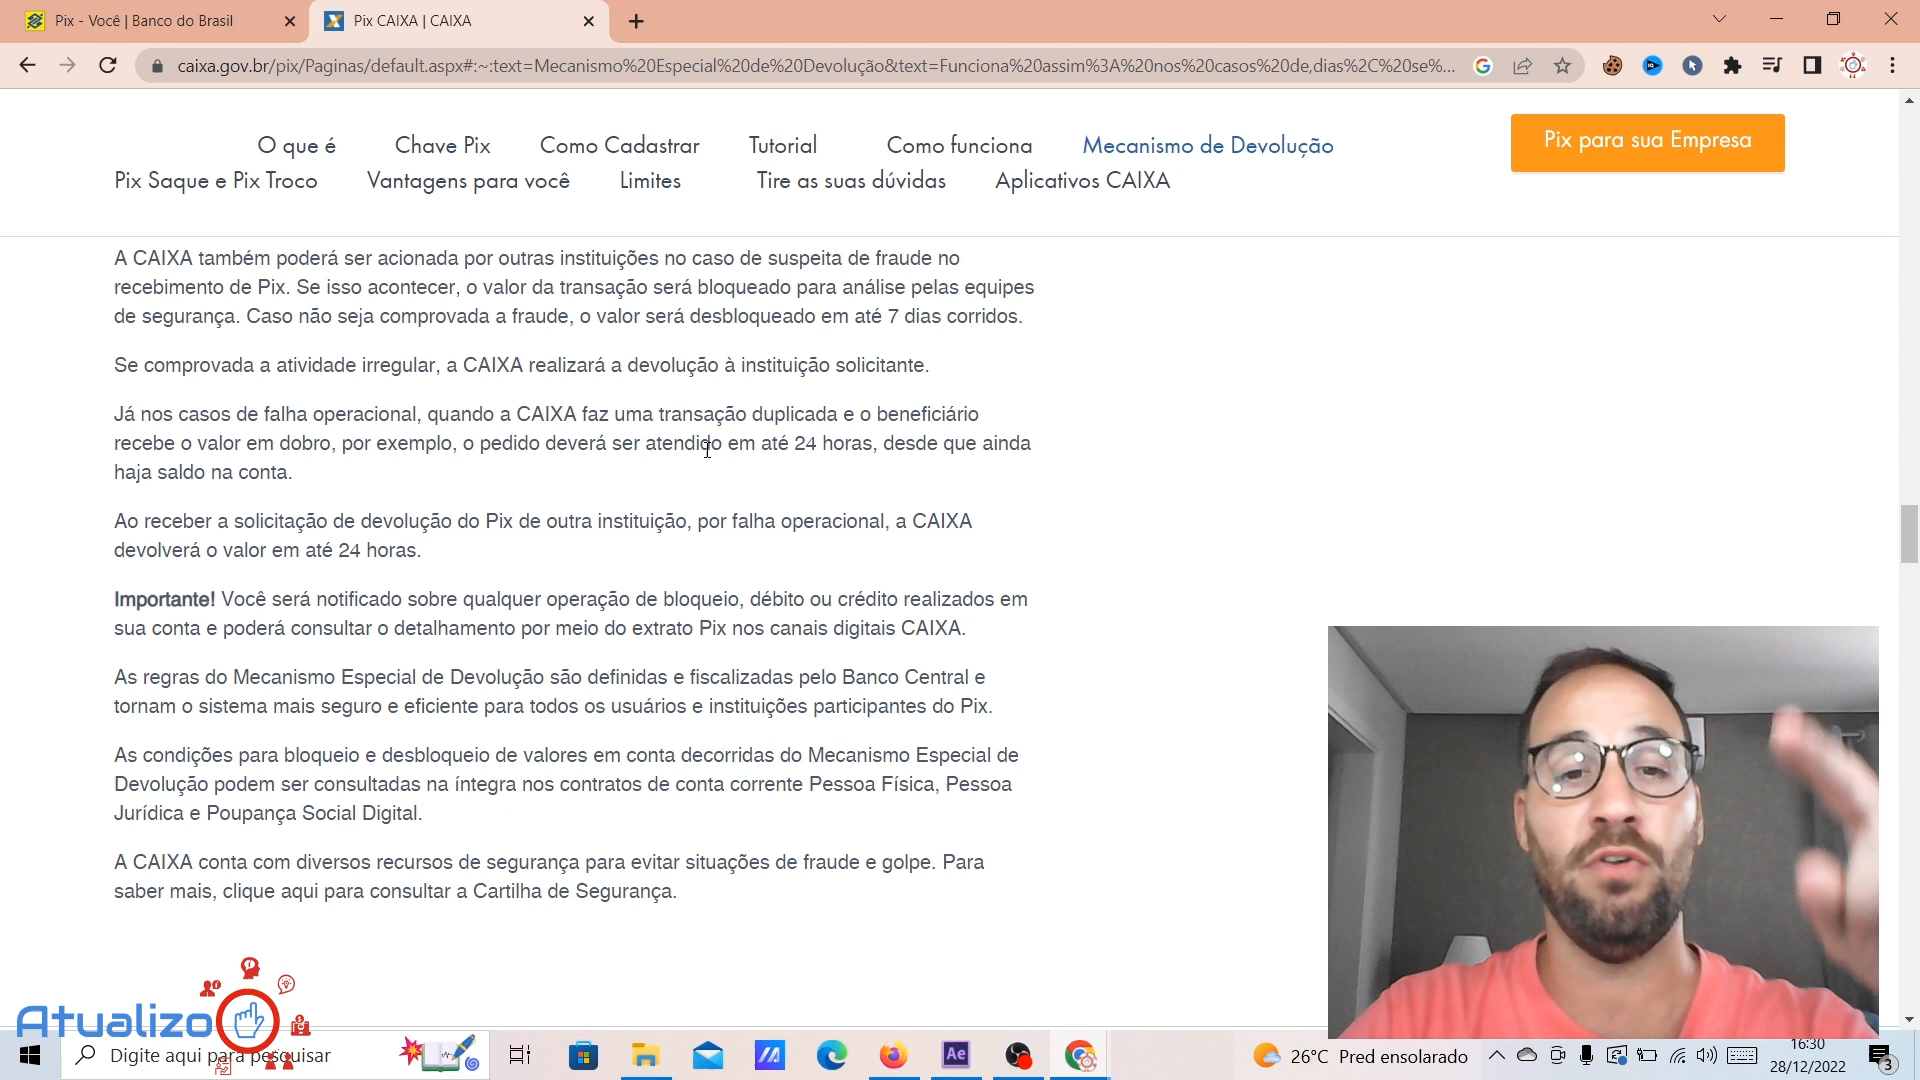 Pix - Você | Banco do Brasil
Pix CAIXA | CAIXA
caixa.gov.br/pix/Paginas/default.aspx#:~:text=Mecanismo%20Especial%20de%20Devolução&text=Funciona%20assim%3A%20nos%20casos%20de,dias%2C%20se%...
O que é Chave Pix Como Cadastrar Tutorial Como funciona Mecanismo de Devolução
Pix para sua Empresa
Pix Saque e Pix Troco Vantagens para você Limites Tire as suas dúvidas Aplicativos CAIXA
A CAIXA também poderá ser acionada por outras instituições no caso de suspeita de fraude no
recebimento de Pix. Se isso acontecer, o valor da transação será bloqueado para análise pelas equipes
de segurança. Caso não seja comprovada a fraude, o valor será desbloqueado em até 7 dias corridos.
Se comprovada a atividade irregular, a CAIXA realizará a devolução à instituição solicitante.
Já nos casos de falha operacional, quando a CAIXA faz uma transação duplicada e o beneficiário
recebe o valor em dobro, por exemplo, o pedido deverá ser atendido em até 24 horas, desde que ainda
haja saldo na conta.
Ao receber a solicitação de devolução do Pix de outra instituição, por falha operacional, a CAIXA
devolverá o valor em até 24 horas.
Importante! Você será notificado sobre qualquer operação de bloqueio, débito ou crédito realizados em
sua conta e poderá consultar o detalhamento por meio do extrato Pix nos canais digitais CAIXA.
As regras do Mecanismo Especial de Devolução são definidas e fiscalizadas pelo Banco Central e
tornam o sistema mais seguro e eficiente para todos os usuários e instituições participantes do Pix.
As condições para bloqueio e desbloqueio de valores em conta decorridas do Mecanismo Especial de
Devolução podem ser consultadas na íntegra nos contratos de conta corrente Pessoa Física, Pessoa
Jurídica e Poupança Social Digital.
A CAIXA conta com diversos recursos de segurança para evitar situações de fraude e golpe. Para
saber mais, clique aqui para consultar a Cartilha de Segurança.
Atualizo
Digite aqui para pesquisar
Ae
26°C Pred ensolarado
16:30
28/12/2022
3